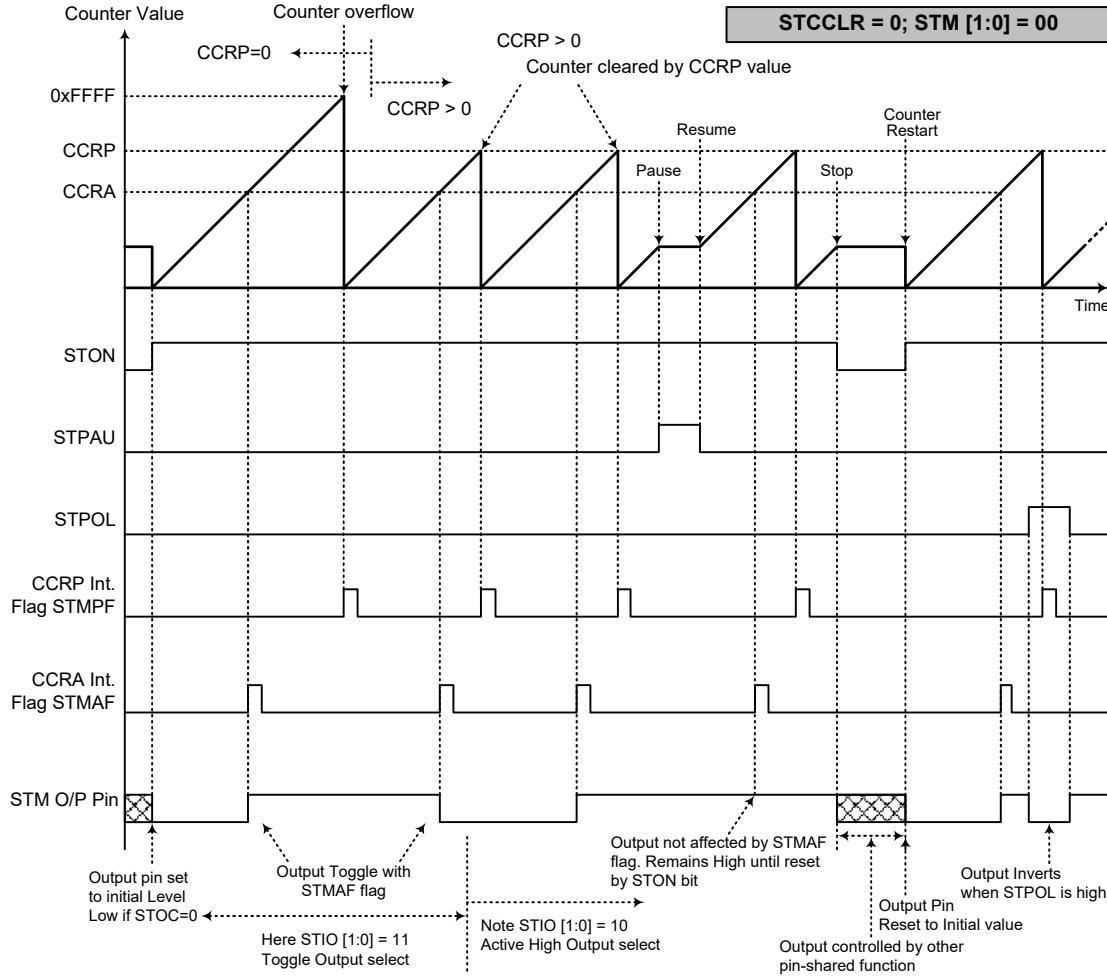 Counter Value
Counter overflow
STCCLR = 0; STM [1:0] = 00
CCRP=0
CCRP > 0
CCRP > 0
Counter cleared by CCRP value
0xFFFF
CCRP
CCRA
Pause
Resume
Stop
Counter
Restart
Time
STON
STPAU
STPOL
CCRP Int.
Flag STMPF
CCRA Int.
Flag STMAF
STM O/P Pin
Output pin set
to initial Level
Low if STOC=0
Output Toggle with
STMAF flag
Here STIO [1:0] = 11
Toggle Output select
Note STIO [1:0] = 10
Active High Output select
Output not affected by STMAF
flag. Remains High until reset
by STON bit
Output controlled by other
pin-shared function
Output Pin
Reset to Initial value
Output Inverts
when STPOL is high